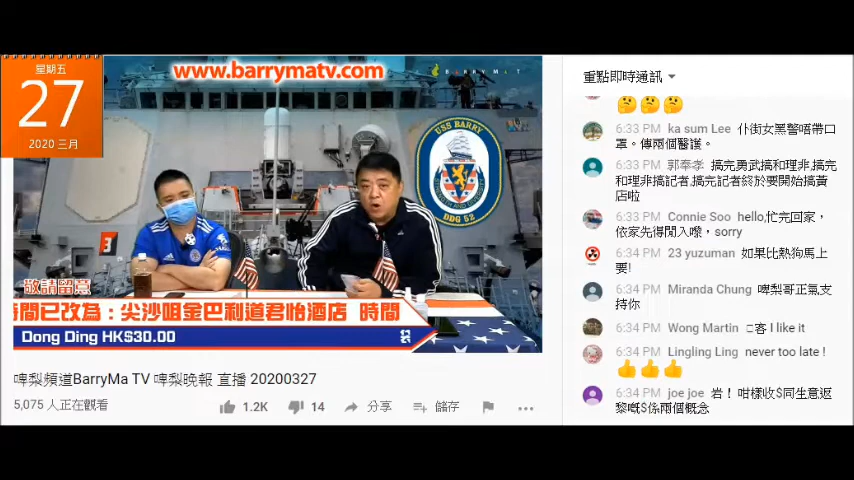 星期五
27
2020 三月
www.barrymatv.com
BARRYMATV
USS BARRY
DDG 52
敬請留意
時間已改為：尖沙咀金巴利道君怡酒店 時間
Dong Ding HK$30.00
啤梨頻道BarryMa TV 啤梨晚報 直播 20200327
5,075 人正在觀看
1.2K
14
分享
儲存
重點即時通訊
6:33 PM ka sum Lee 仆街女黑警唔帶口
罩。傳兩個醫護。
6:33 PM 郭奉孝 搞完勇武搞和理非,搞完
和理非搞記者,搞完記者終於要開始搞黃
店啦
6:33 PM Connie Soo hello,忙完回家，
依家先得閒入嚟，sorry
6:34 PM 23 yuzuman 如果比熱狗馬上
要!
6:34 PM Miranda Chung 啤梨哥正氣,支
持你
6:34 PM Wong Martin □客 I like it
6:34 PM Lingling Ling never too late !
6:34 PM joe joe 岩！ 咁樣收$同生意返
黎嘅$係兩個概念